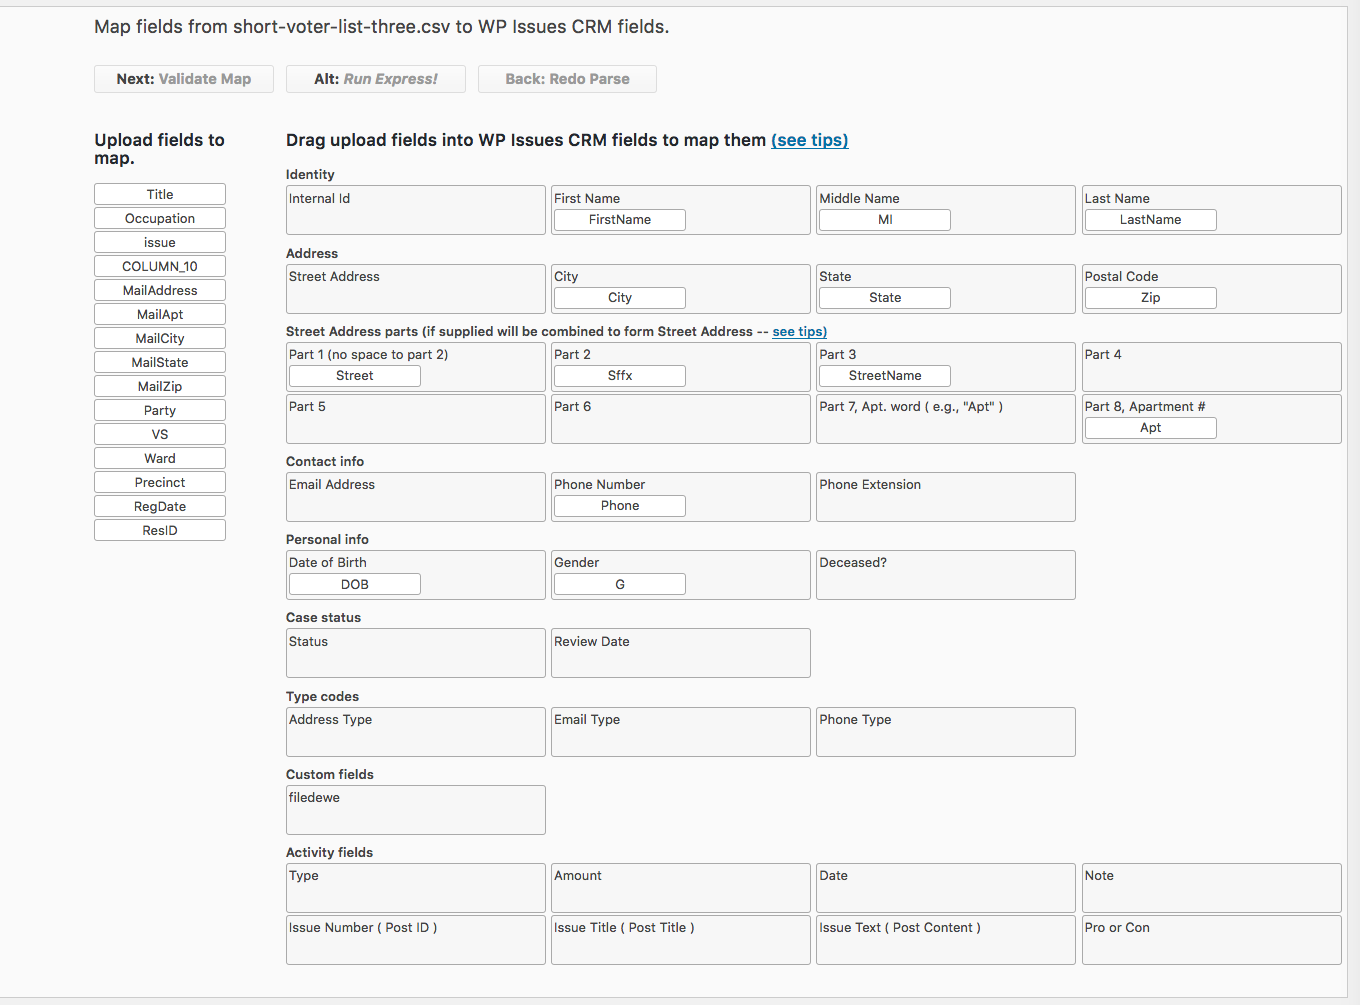 Map fields from short-voter-list-three.csv to WP Issues CRM fields.
Next: Validate Map
Alt: Run Express!
Back: Redo Parse
Upload fields to
map.
Title
Occupation
issue
COLUMN_10
MailAddress
MailApt
MailCity
MailState
MailZip
Party
VS
Ward
Precinct
RegDate
ResID
Drag upload fields into WP Issues CRM fields to map them (see tips)
Identity
Internal Id
First Name
FirstName
Middle Name
MI
Last Name
LastName
Address
Street Address
City
City
State
State
Postal Code
Zip
Street Address parts (if supplied will be combined to form Street Address -- see tips)
Part 1 (no space to part 2)
Street
Part 2
Sffx
Part 3
StreetName
Part 4
Part 5
Part 6
Part 7, Apt. word ( e.g., "Apt" )
Part 8, Apartment #
Apt
Contact info
Email Address
Phone Number
Phone
Phone Extension
Personal info
Date of Birth
DOB
Gender
G
Deceased?
Case status
Status
Review Date
Type codes
Address Type
Email Type
Phone Type
Custom fields
filedewe
Activity fields
Type
Amount
Date
Note
Issue Number ( Post ID )
Issue Title ( Post Title )
Issue Text ( Post Content )
Pro or Con